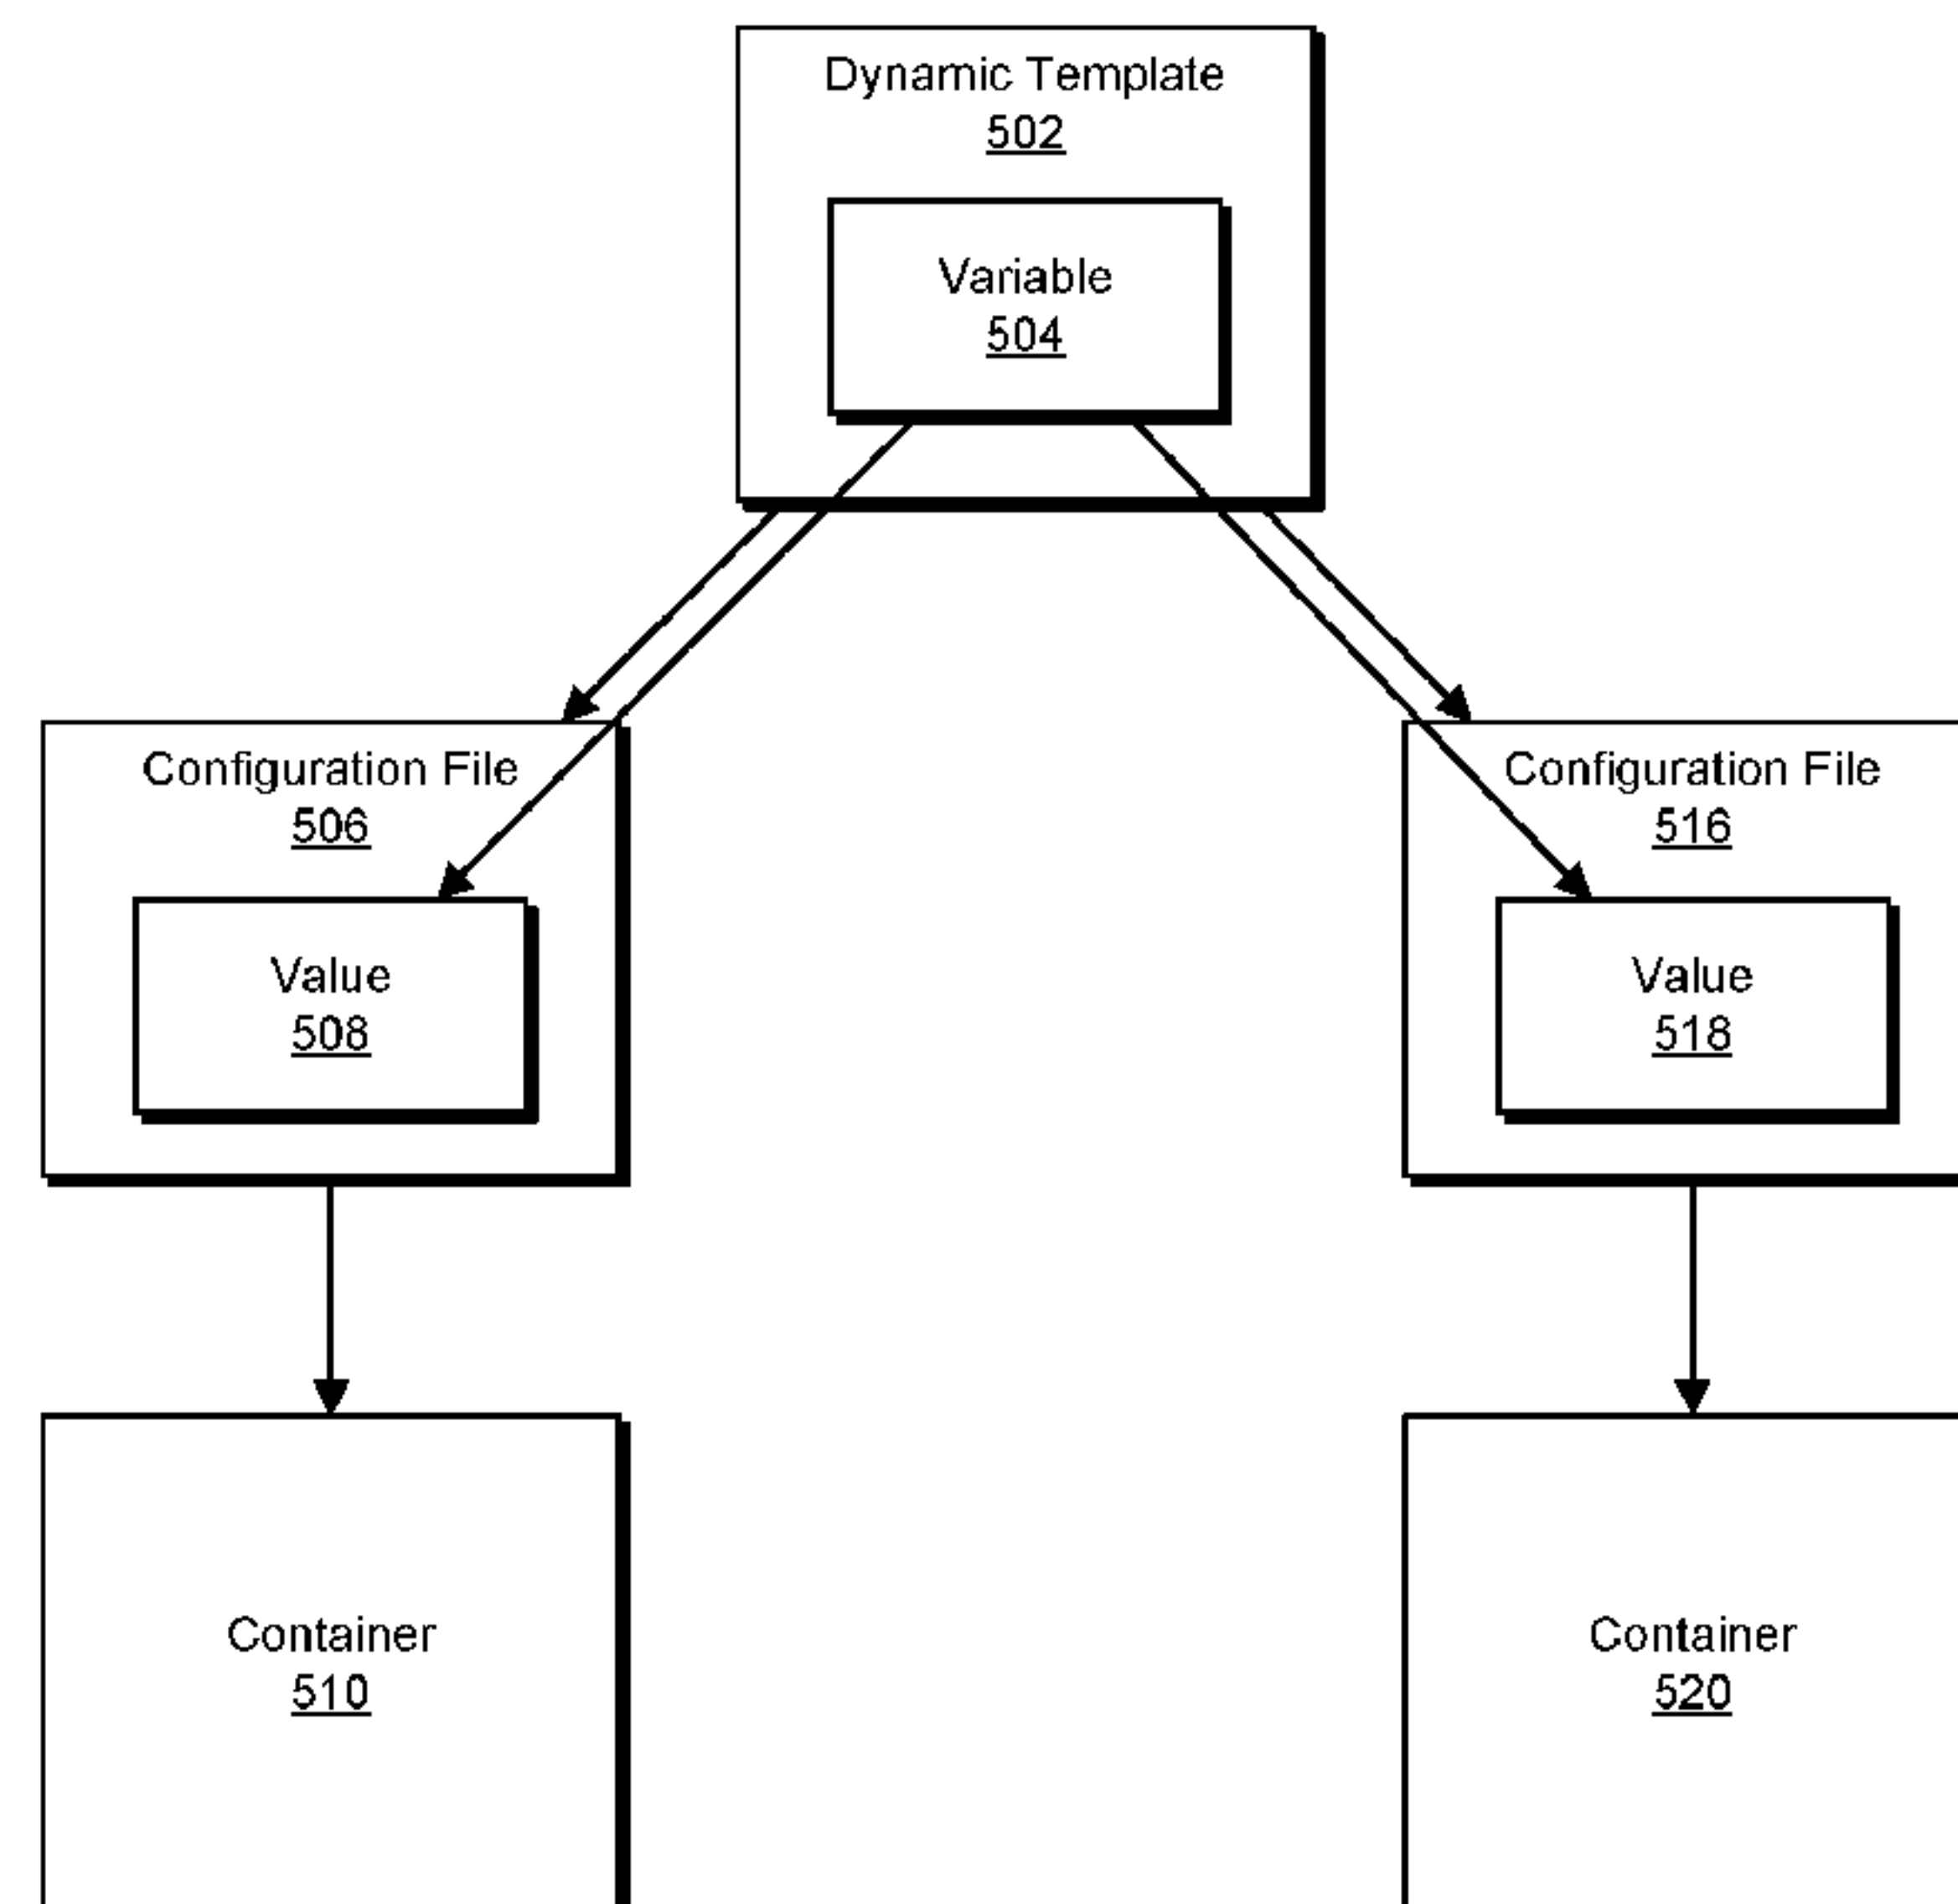 Dynamic Template
502
Variable
504
Configuration File
506
Value
508
Configuration File
516
Value
518
Container
510
Container
520